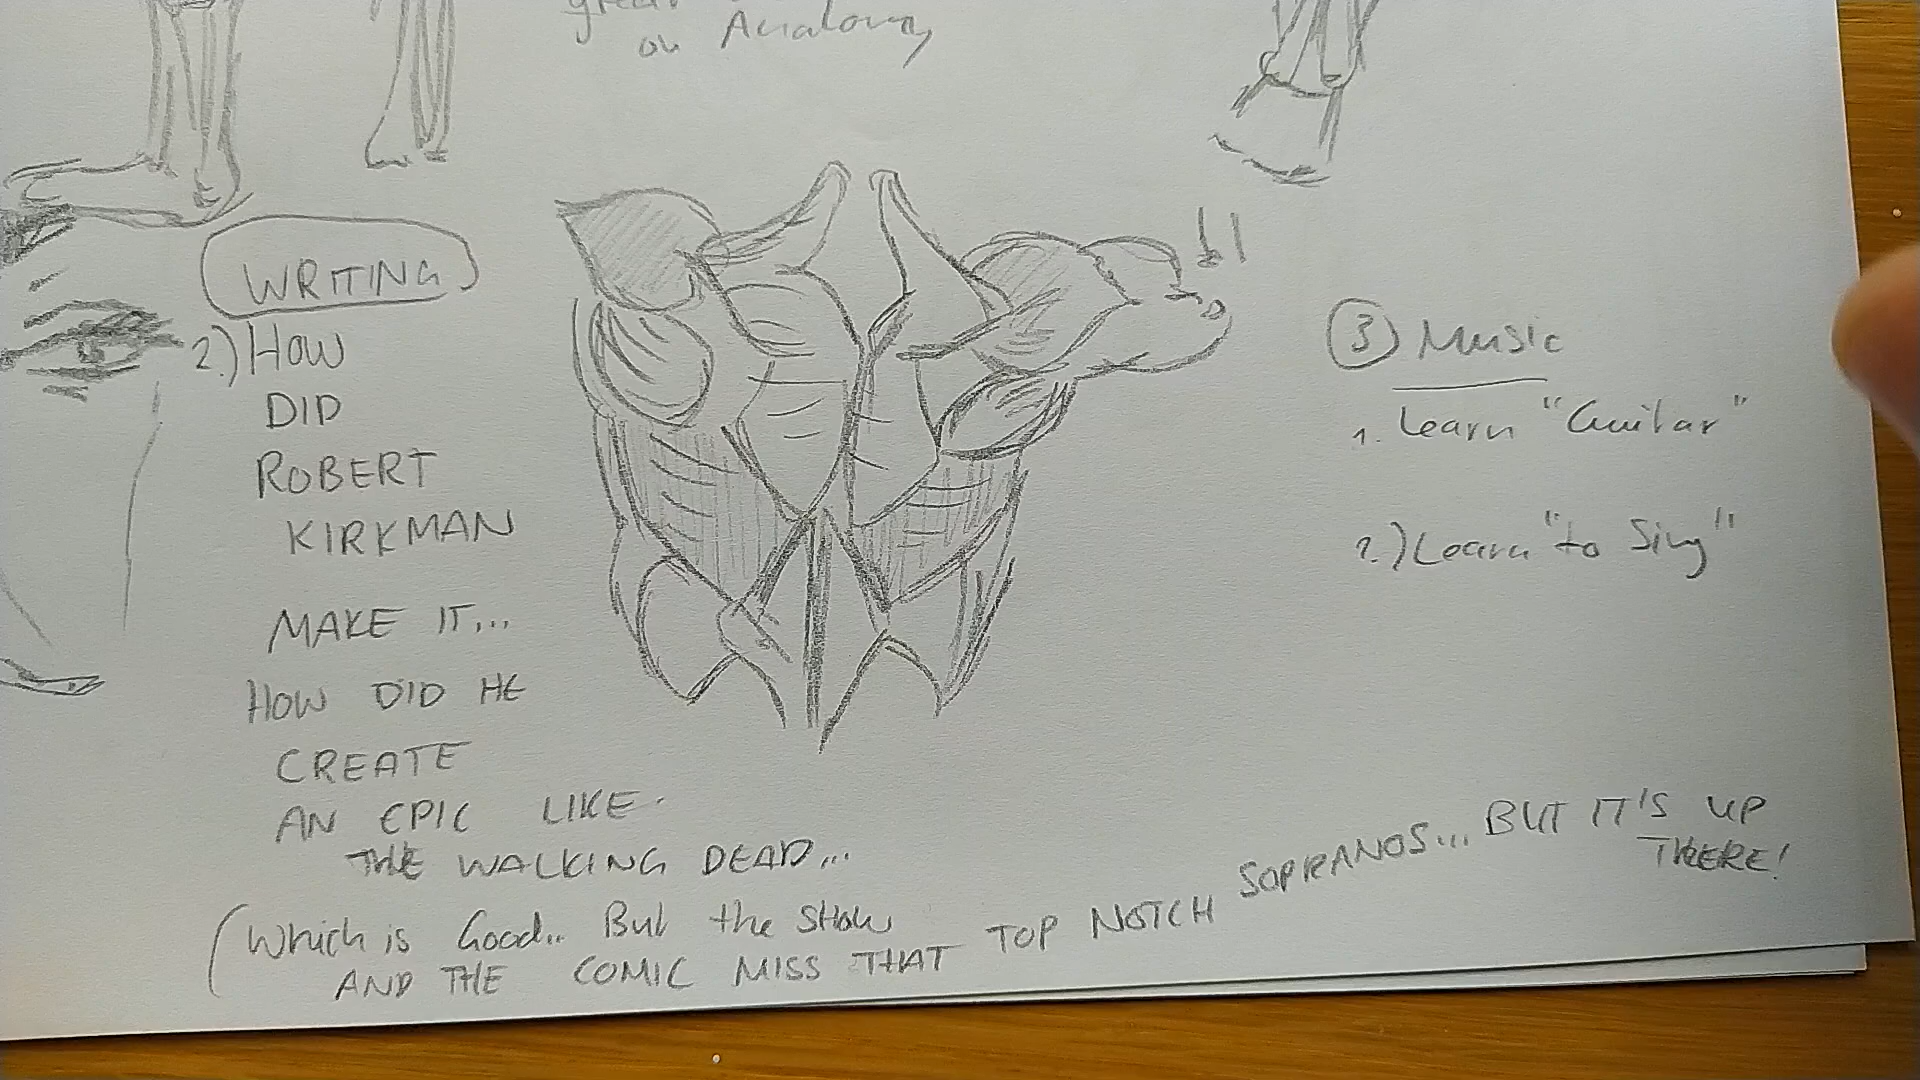 on Anatomy
WRITING
2.) HOW
DID
ROBERT
KIRKMAN
MAKE IT...
HOW DID HE
CREATE
AN EPIC LIKE.
THE WALKING DEAD...
(Which is Good.. But the SHOW
AND THE COMIC MISS THAT TOP NOTCH SOPRANOS... BUT IT'S UP
THERE!
③ Music
1. Learn "Guitar"
2.) Learn "to Sing"